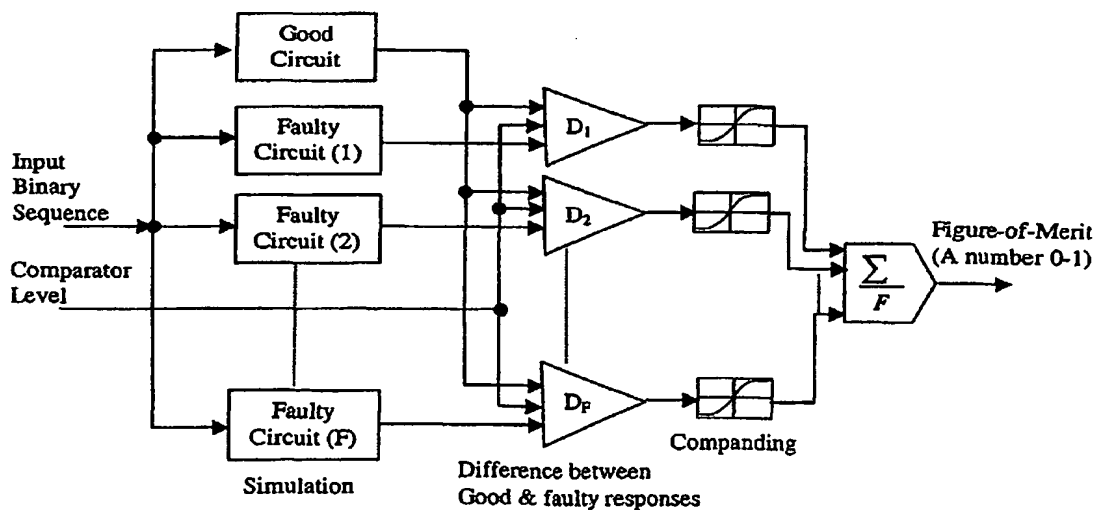 Good
Circuit
Faulty
Circuit (1)
D1
Input
Binary
Sequence
Faulty
Circuit (2)
D2
Figure-of-Merit
(A number 0-1)
Comparator
Level
Σ
F
Faulty
Circuit (F)
DF
Companding
Simulation
Difference between
Good & faulty responses